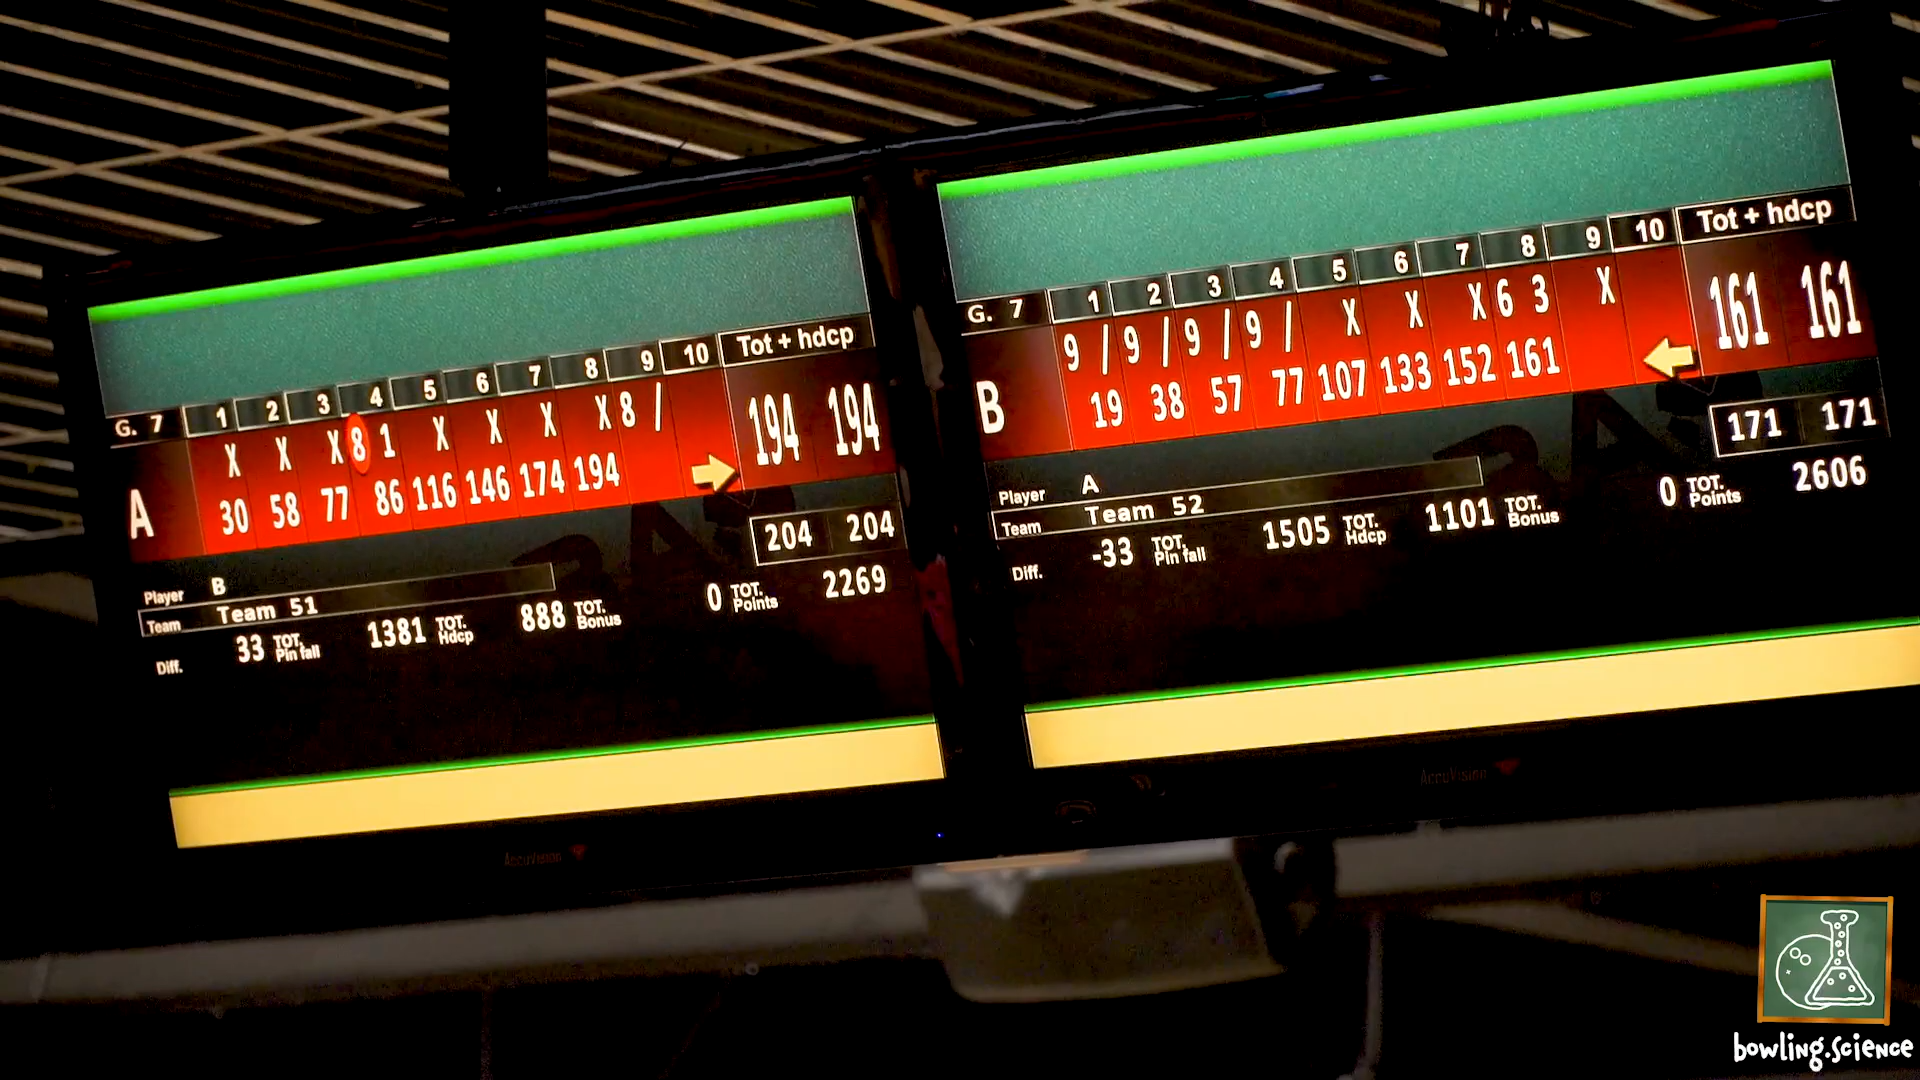 G. 7 1 2 3 4 5 6 7 8 9 10 Tot + hdcp
A X X X 8 1 X X X X 8 / 194 194
30 58 77 86 116 146 174 194
204 204
Player B
Team Team 51
Diff. 33 TOT. Pin fall 1381 TOT. Hdcp 888 TOT. Bonus 0 TOT. Points 2269
AccuVision
G. 7 1 2 3 4 5 6 7 8 9 10 Tot + hdcp
B 9 / 9 / 9 / 9 / X X X 6 3 X 161 161
19 38 57 77 107 133 152 161
171 171
Player A
Team Team 52
Diff. -33 TOT. Pin fall 1505 TOT. Hdcp 1101 TOT. Bonus 0 TOT. Points 2606
AccuVision
bowling.science